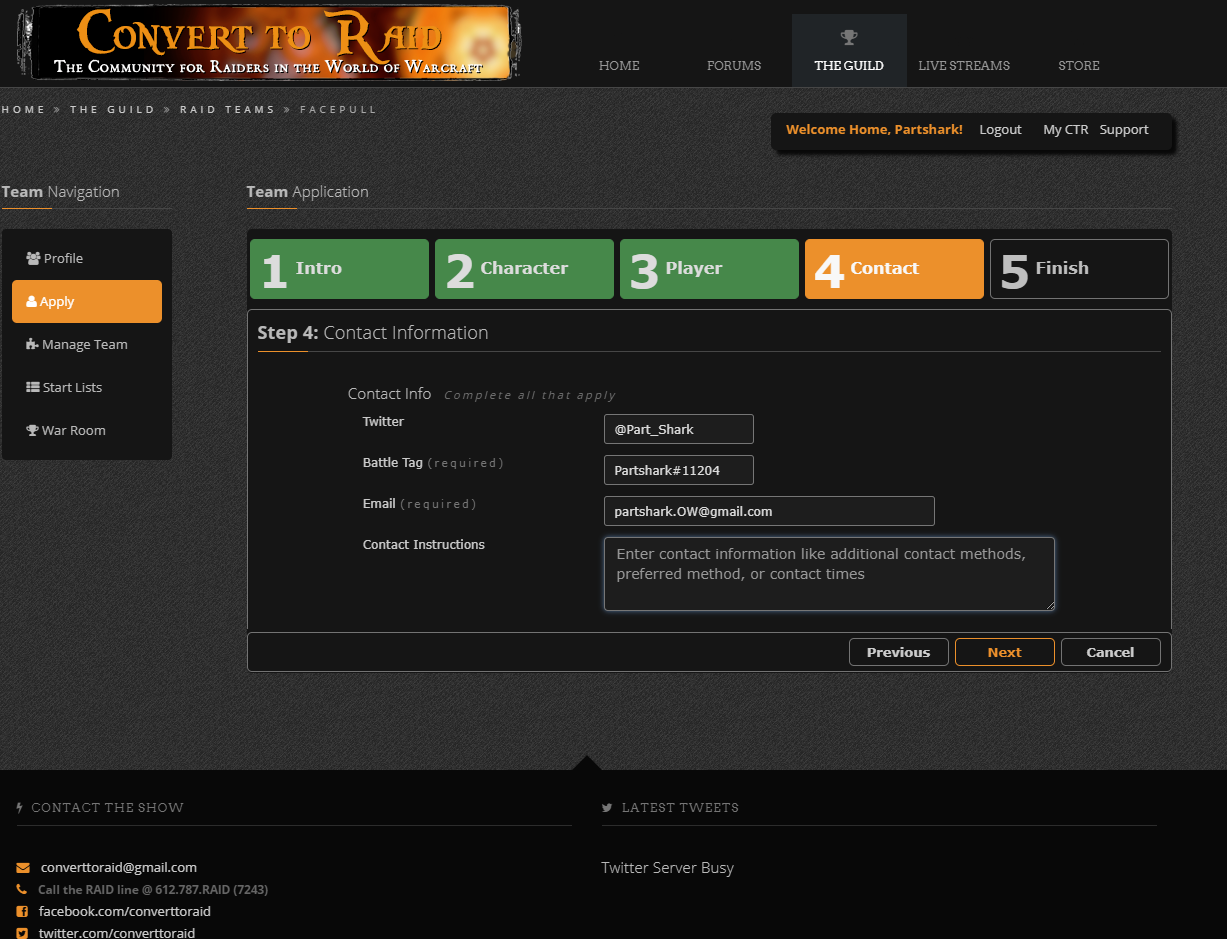 Convert to Raid
The Community for Raiders in the World of Warcraft
HOME
FORUMS
THE GUILD
LIVE STREAMS
STORE
HOME » THE GUILD » RAID TEAMS » FACEPULL
Welcome Home, Partshark! Logout My CTR Support
Team Navigation
Profile
Apply
Manage Team
Start Lists
War Room
Team Application
1 Intro
2 Character
3 Player
4 Contact
5 Finish
Step 4: Contact Information
Contact Info Complete all that apply
Twitter
@Part_Shark
Battle Tag (required)
Partshark#11204
Email (required)
partshark.OW@gmail.com
Contact Instructions
Enter contact information like additional contact methods,
preferred method, or contact times
Previous
Next
Cancel
CONTACT THE SHOW
converttoraid@gmail.com
Call the RAID line @ 612.787.RAID (7243)
facebook.com/converttoraid
twitter.com/converttoraid
LATEST TWEETS
Twitter Server Busy